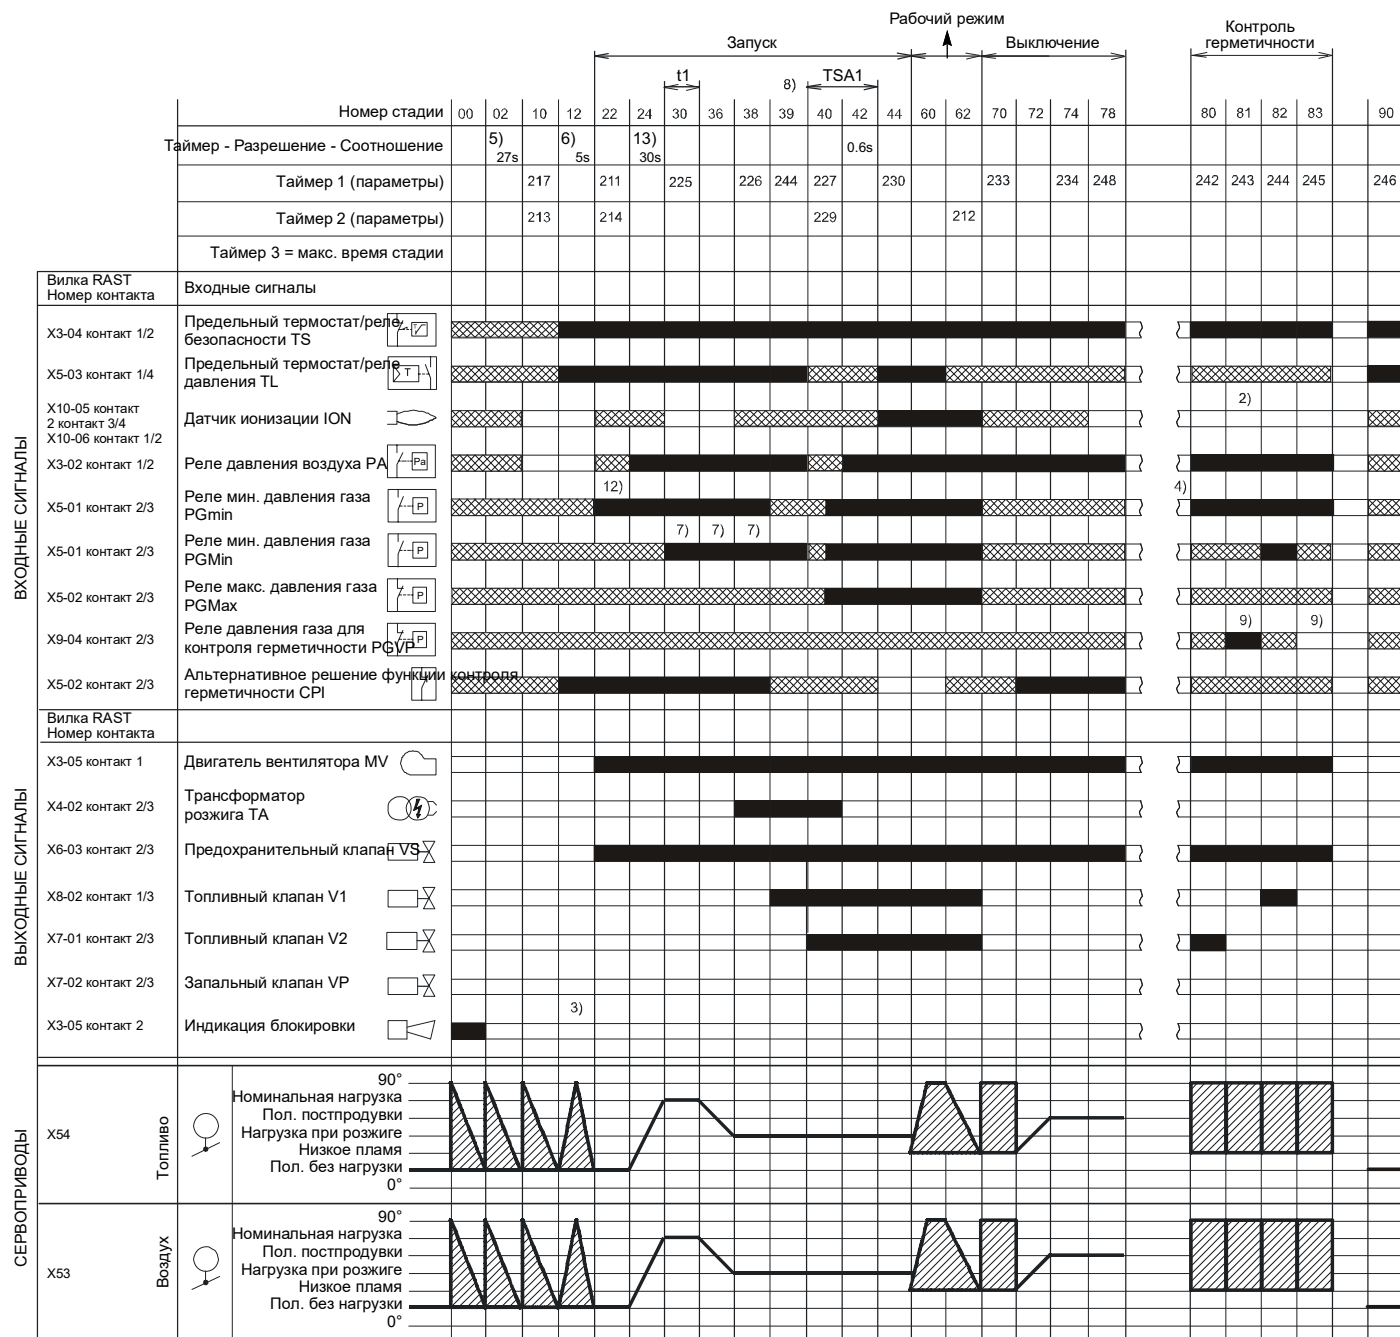 Рабочий режим
Запуск
Выключение
Контроль
герметичности
t1
8)
TSA1
Номер стадии 00 02 10 12 22 24 30 36 38 39 40 42 44 60 62 70 72 74 78 80 81 82 83 90
Таймер - Разрешение - Соотношение 5) 27s 6) 5s 13) 30s 0.6s
Таймер 1 (параметры) 217 211 225 226 244 227 230 233 234 248 242 243 244 245 246
Таймер 2 (параметры) 213 214 229 212
Таймер 3 = макс. время стадии
Вилка RAST
Номер контакта
Входные сигналы
ВХОДНЫЕ СИГНАЛЫ
X3-04 контакт 1/2
Предельный термостат/реле
безопасности TS
X5-03 контакт 1/4
Предельный термостат/реле
давления TL
T
2)
X10-05 контакт
2 контакт 3/4
X10-06 контакт 1/2
Датчик ионизации ION
X3-02 контакт 1/2
Реле давления воздуха PA
Pa
12)
4)
X5-01 контакт 2/3
Реле мин. давления газа
PGmin
P
7) 7) 7)
X5-01 контакт 2/3
Реле мин. давления газа
PGMin
P
X5-02 контакт 2/3
Реле макс. давления газа
PGMax
P
9) 9)
X9-04 контакт 2/3
Реле давления газа для
контроля герметичности PGVP
P
X5-02 контакт 2/3
Альтернативное решение функции контроля
герметичности CPI
Вилка RAST
Номер контакта
ВЫХОДНЫЕ СИГНАЛЫ
X3-05 контакт 1
Двигатель вентилятора MV
X4-02 контакт 2/3
Трансформатор
розжига TA
X6-03 контакт 2/3
Предохранительный клапан VS
X8-02 контакт 1/3
Топливный клапан V1
X7-01 контакт 2/3
Топливный клапан V2
X7-02 контакт 2/3
Запальный клапан VP
3)
X3-05 контакт 2
Индикация блокировки
СЕРВОПРИВОДЫ
X54
Топливо
90°
Номинальная нагрузка
Пол. постпродувки
Нагрузка при розжиге
Низкое пламя
Пол. без нагрузки
0°
X53
Воздух
90°
Номинальная нагрузка
Пол. постпродувки
Нагрузка при розжиге
Низкое пламя
Пол. без нагрузки
0°